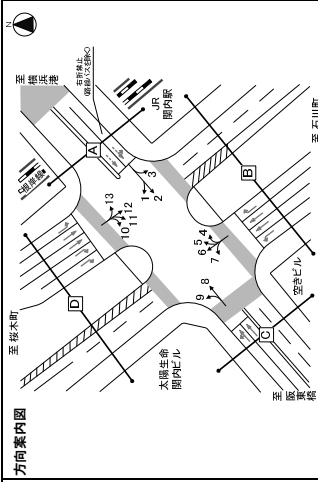 方向案内図
N
至 横浜港
右折禁止
(路線バスを除く)
JR
関内駅
根岸線
至 桜木町
至 石川町
A
B
C
D
1
2
3
4
5
6
7
8
9
10
11
12
13
太陽生命
関内ビル
空きビル
至 阪東橋